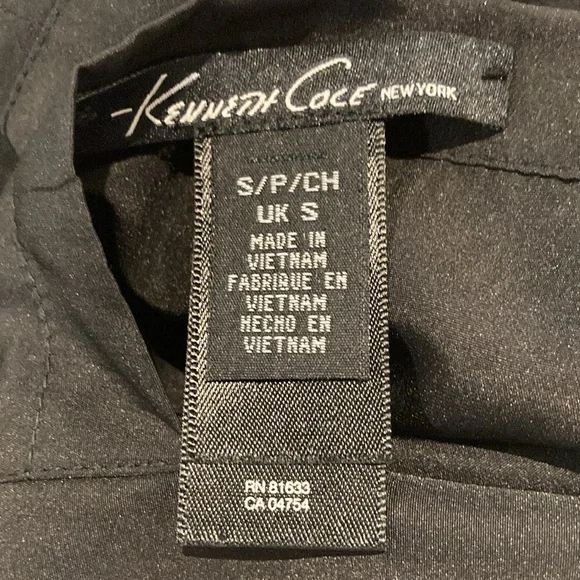 Kenneth Cole NEW YORK
S/P/CH
UK S
MADE IN
VIETNAM
FABRIQUE EN
VIETNAM
HECHO EN
VIETNAM
RN 81633
CA 04754